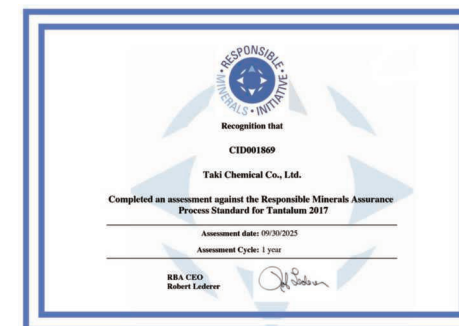 RESPONSIBLE
MINERALS • INITIATIVE
Recognition that
CID001869
Taki Chemical Co., Ltd.
Completed an assessment against the Responsible Minerals Assurance
Process Standard for Tantalum 2017
Assessment date: 09/30/2025
Assessment Cycle: 1 year
RBA CEO
Robert Lederer